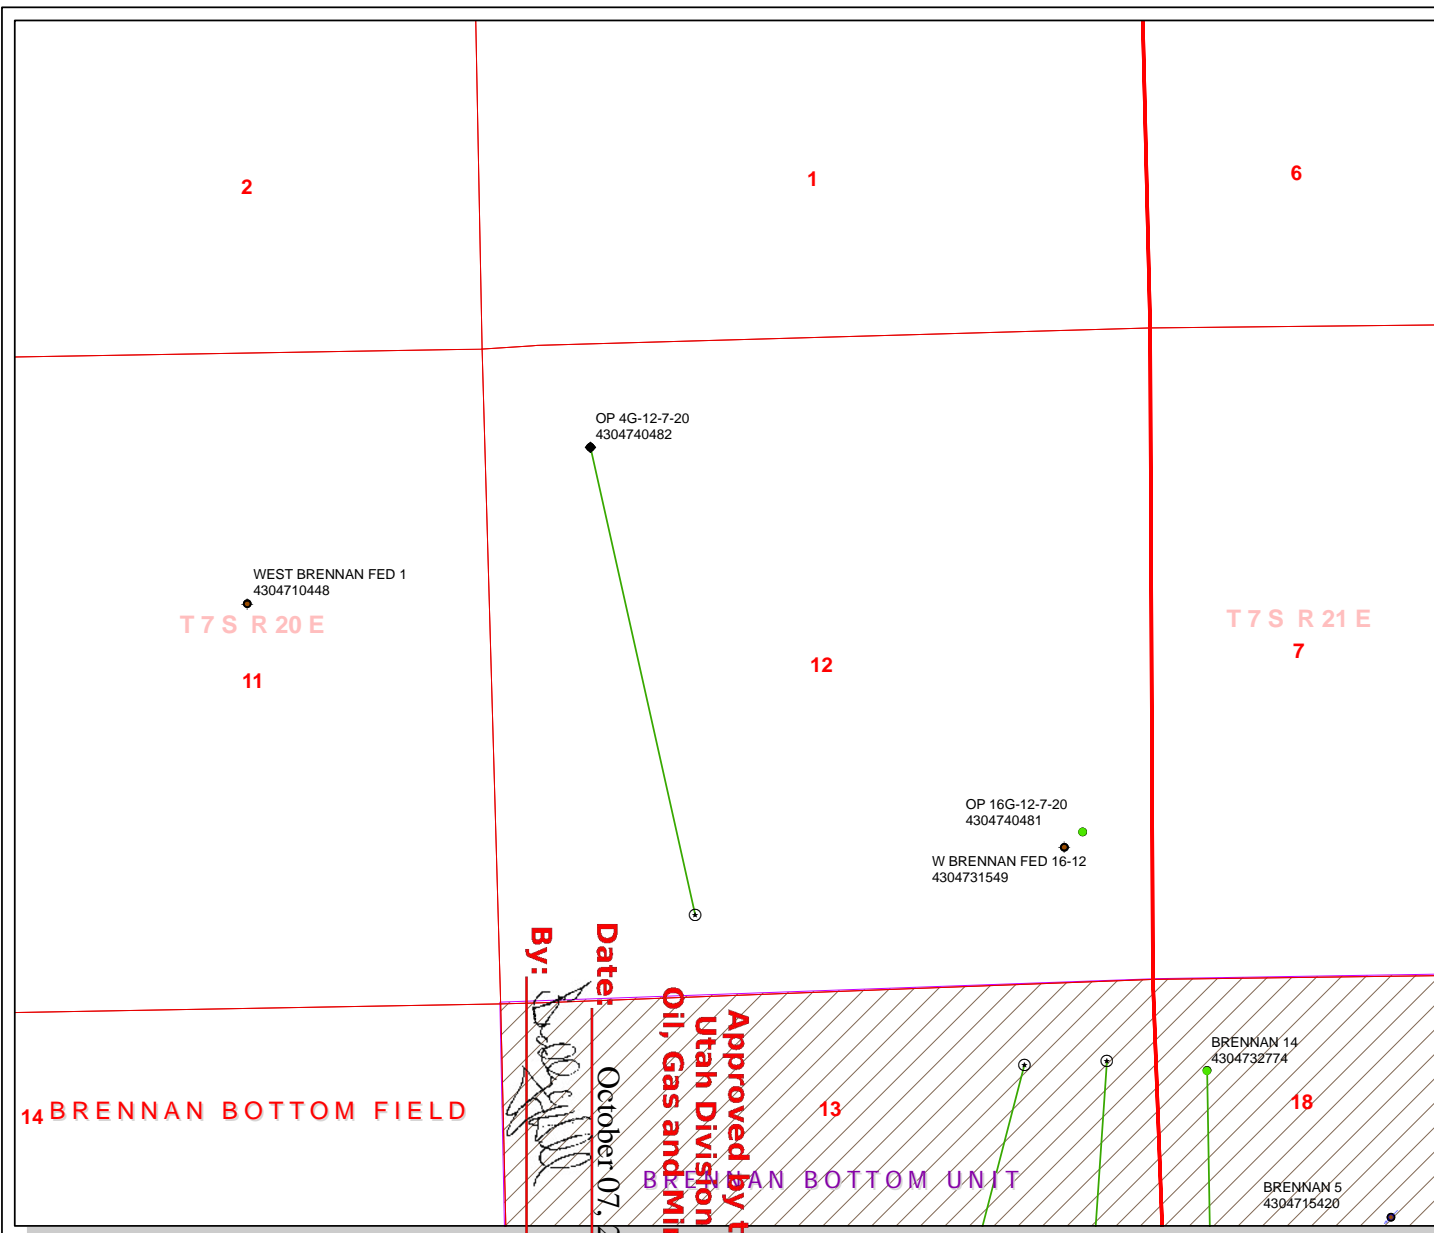 2
1
6
OP 4G-12-7-20
4304740482
WEST BRENNAN FED 1
4304710448
T 7 S R 20 E
T 7 S R 21 E
11
12
7
OP 16G-12-7-20
4304740481
W BRENNAN FED 16-12
4304731549
Approved by
Utah Division
Oil, Gas and
Date:
October 07,
By:
BRENNAN 14
4304732774
14
BRENNAN BOTTOM FIELD
13
18
BRENNAN BOTTOM UNIT
BRENNAN 5
4304715420